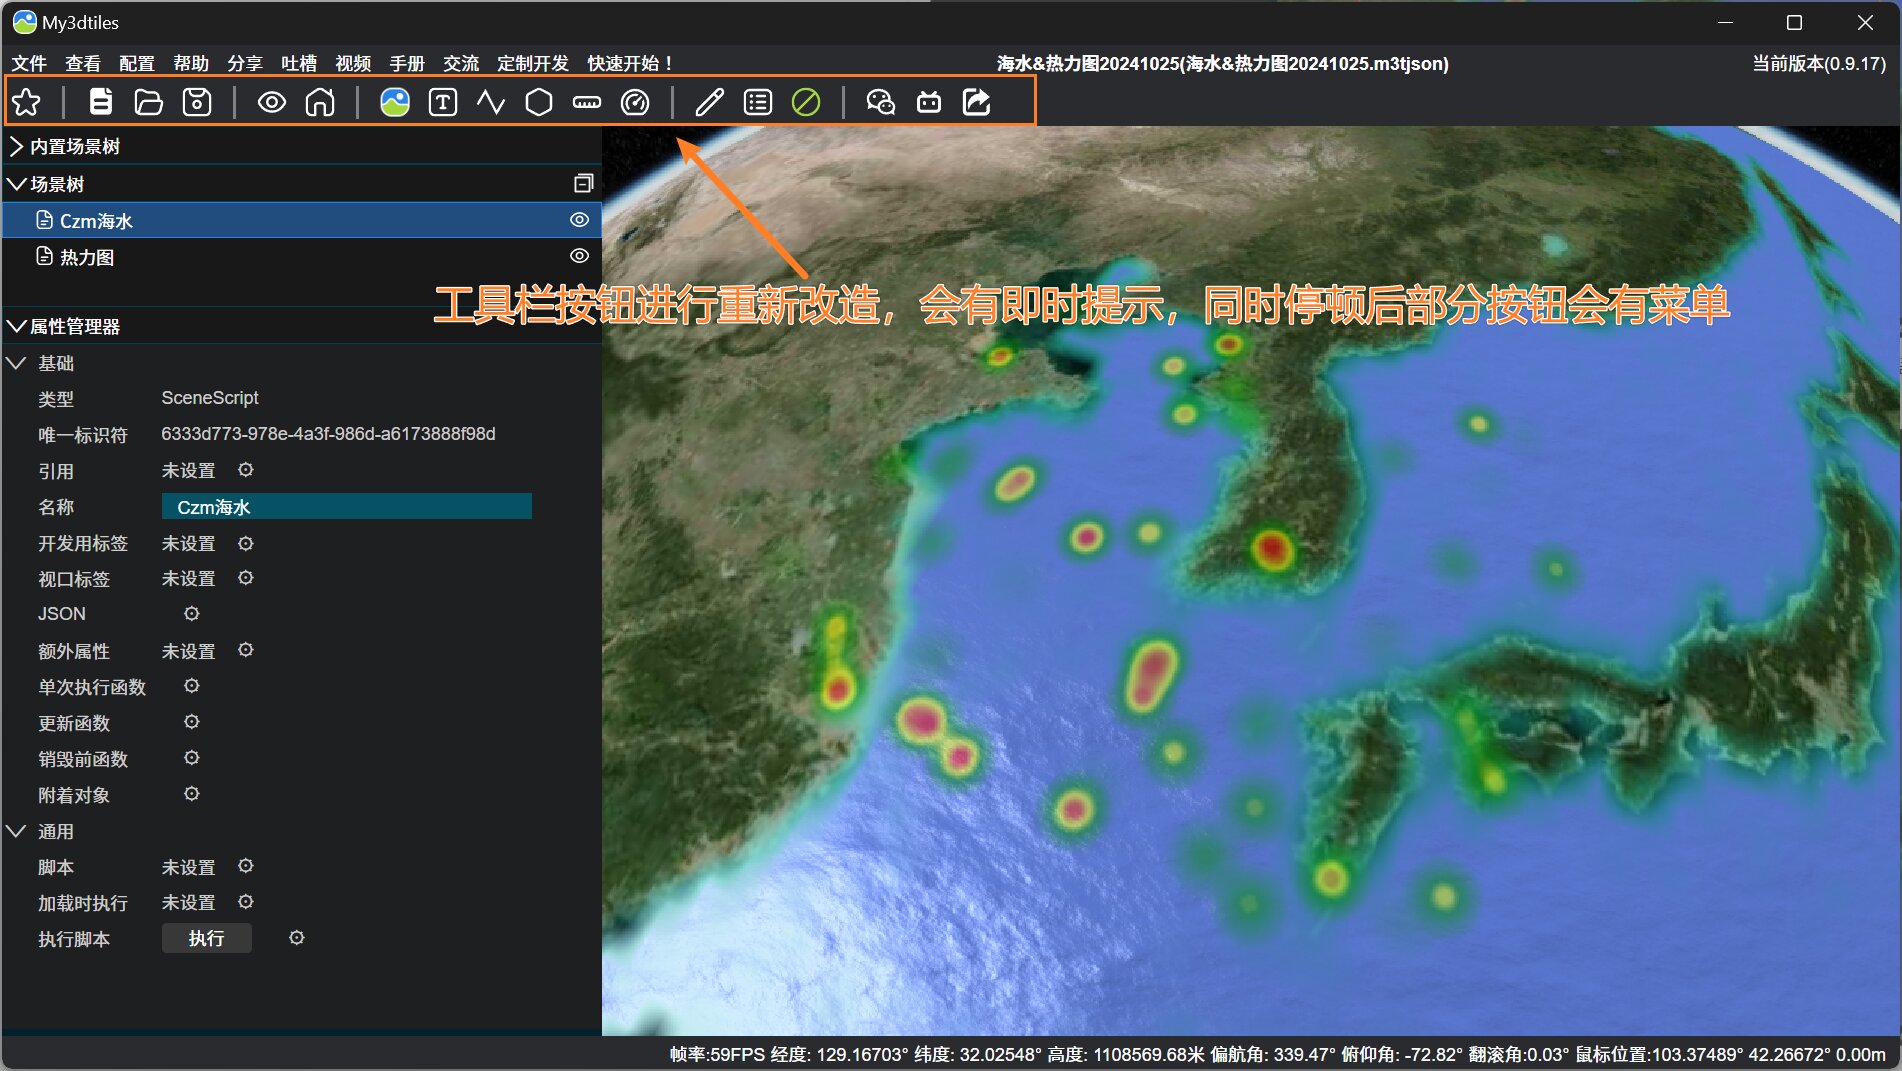 My3dtiles
文件 查看 配置 帮助 分享 吐槽 视频 手册 交流 定制开发 快速开始！ 海水&热力图20241025(海水&热力图20241025.m3tjson) 当前版本(0.9.17)
内置场景树
场景树
Czm海水
热力图
工具栏按钮进行重新改造，会有即时提示，同时停顿后部分按钮会有菜单
属性管理器
基础
类型 SceneScript
唯一标识符 6333d773-978e-4a3f-986d-a6173888f98d
引用 未设置
名称 Czm海水
开发用标签 未设置
视口标签 未设置
JSON
额外属性 未设置
单次执行函数
更新函数
销毁前函数
附着对象
通用
脚本 未设置
加载时执行 未设置
执行脚本 执行
帧率:59FPS 经度: 129.16703° 纬度: 32.02548° 高度: 1108569.68米 偏航角: 339.47° 俯仰角: -72.82° 翻滚角:0.03° 鼠标位置:103.37489° 42.26672° 0.00m